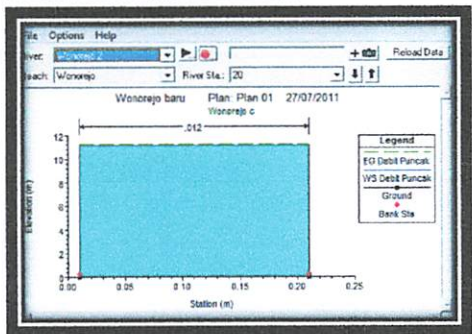 File Options Help
River: Wonorejo 2 Reload Data
Reach: Wonorejo River Sta.: 20
Wonorejo baru Plan: Plan 01 27/07/2011
Wonorejo c
.012
Legend
EG Debit Puncak
WS Debit Puncak
Ground
Bank Sta
Elevation (m)
12
10
8
6
4
2
0
0.00 0.05 0.10 0.15 0.20 0.25
Station (m)